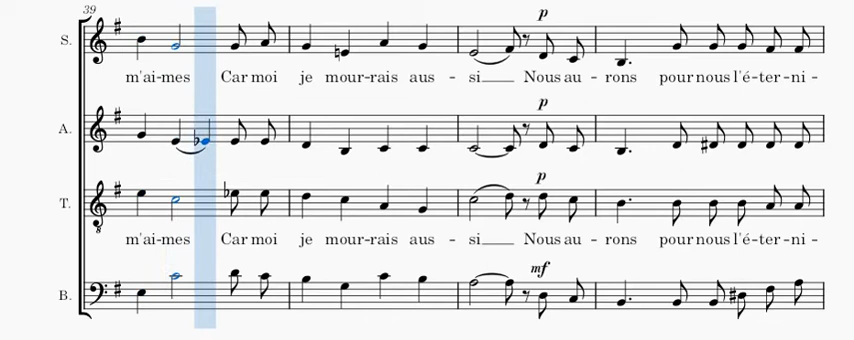 39
p
S.
m'ai-mes Car moi je mour-rais aus - si Nous au - rons pour nous l'é-ter-ni -
p
A.
p
T.
8
m'ai-mes Car moi je mour-rais aus - si Nous au - rons pour nous l'é-ter-ni -
mf
B.